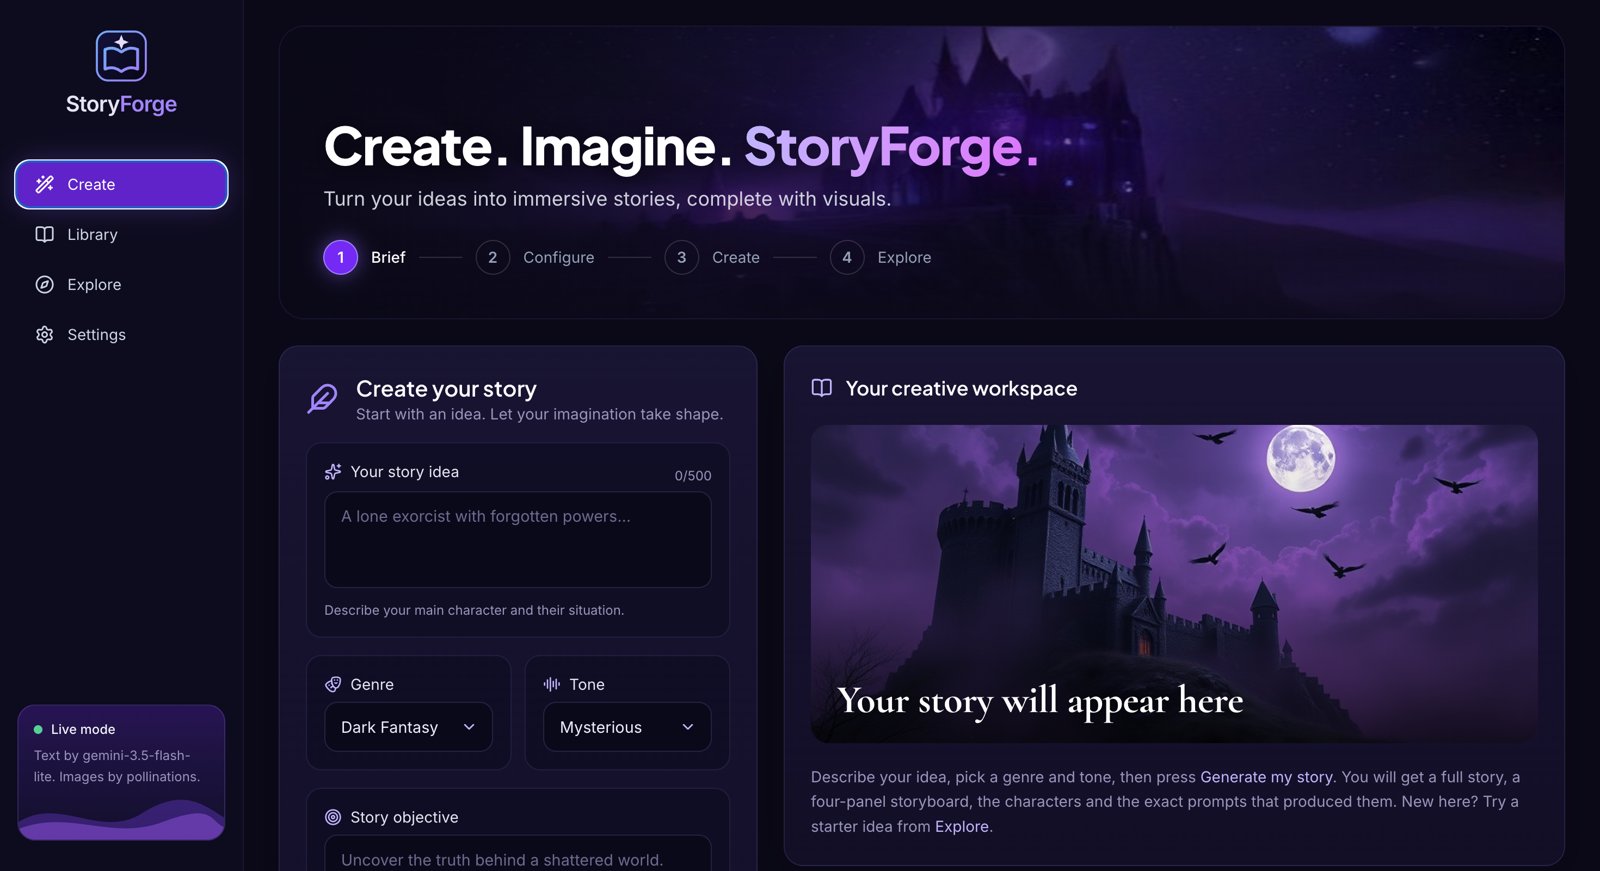 StoryForge
Create
Library
Explore
Settings
Live mode
Text by gemini-3.5-flash-
lite. Images by pollinations.
Create. Imagine. StoryForge.
Turn your ideas into immersive stories, complete with visuals.
1 Brief 2 Configure 3 Create 4 Explore
Create your story
Start with an idea. Let your imagination take shape.
Your story idea 0/500
A lone exorcist with forgotten powers...
Describe your main character and their situation.
Genre
Dark Fantasy
Tone
Mysterious
Story objective
Uncover the truth behind a shattered world.
Your creative workspace
Your story will appear here
Describe your idea, pick a genre and tone, then press Generate my story. You will get a full story, a
four-panel storyboard, the characters and the exact prompts that produced them. New here? Try a
starter idea from Explore.